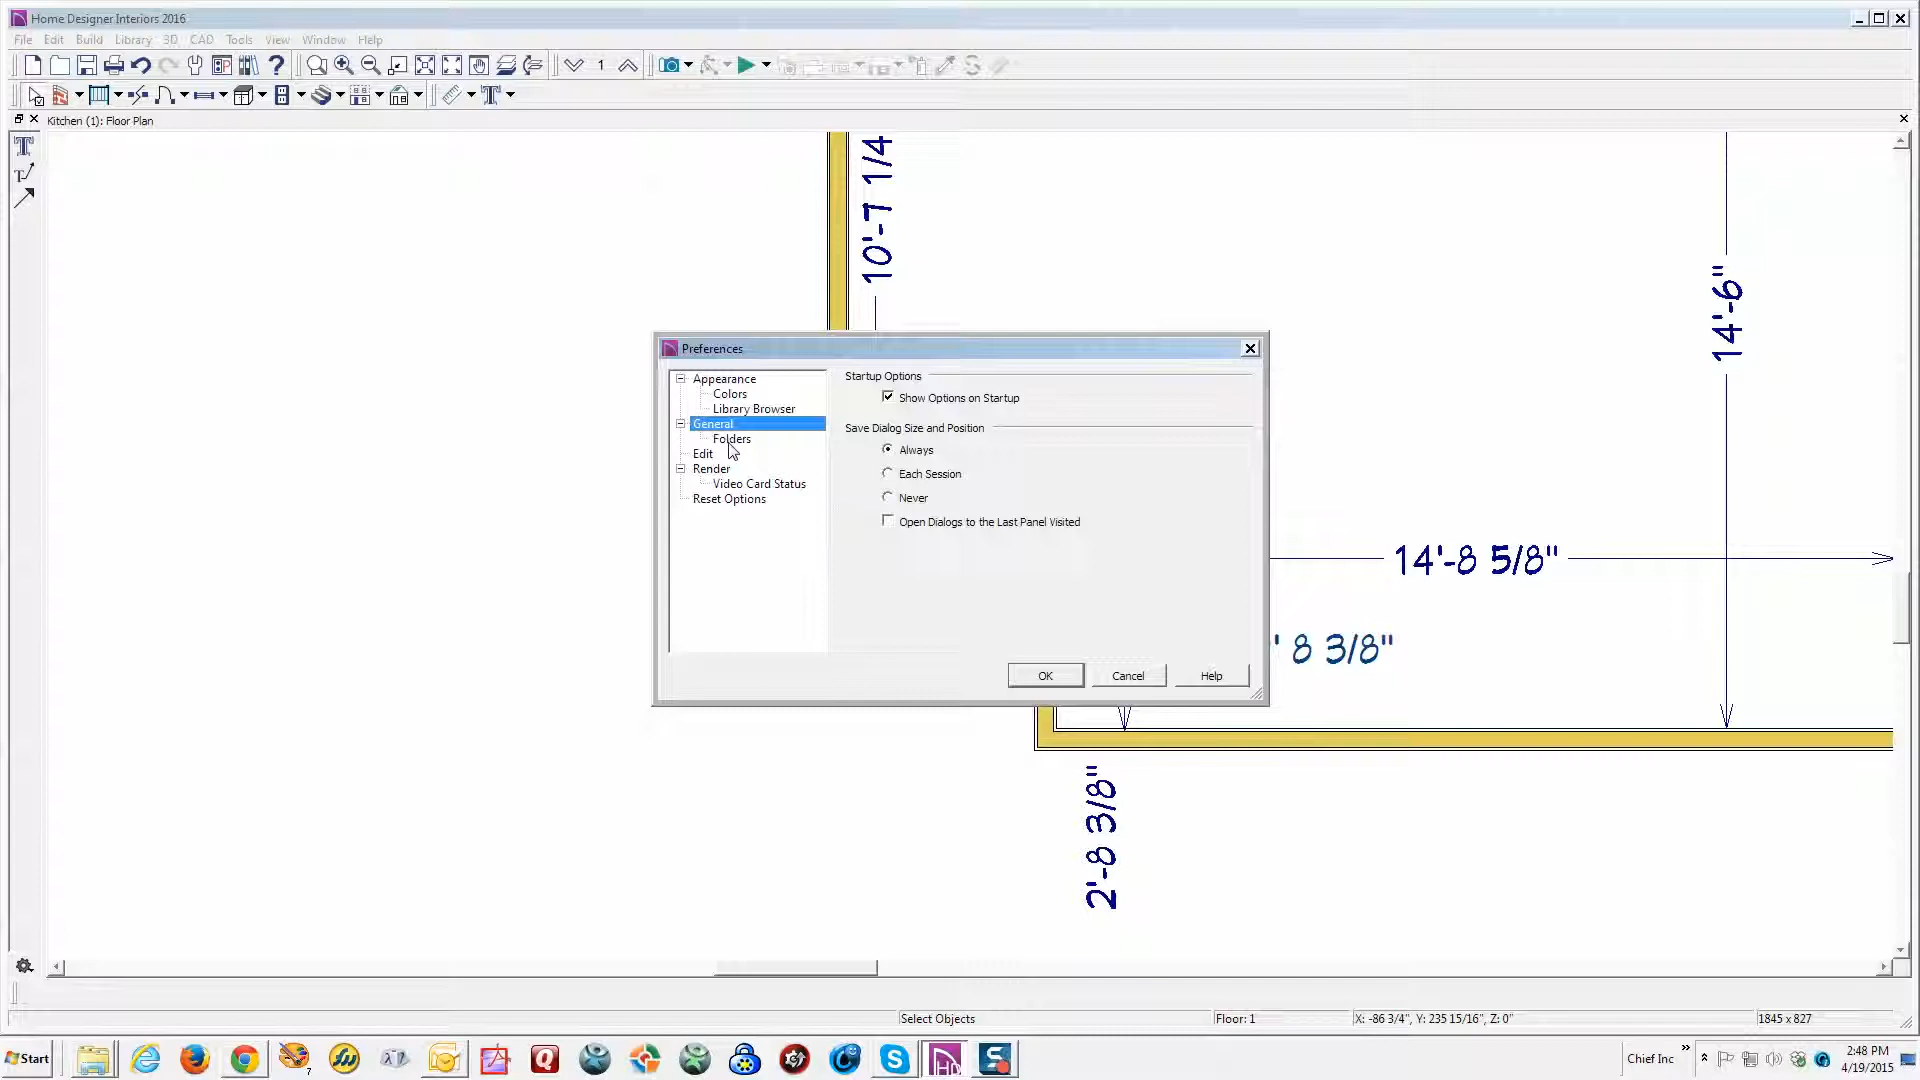 Home Designer Interiors 2016
File Edit Build Library 3D CAD Tools View Window Help
1
Kitchen (1): Floor Plan
10'-7 1/4
14'-6"
Preferences
Appearance
Colors
Library Browser
General
Folders
Edit
Render
Video Card Status
Reset Options
Startup Options
Show Options on Startup
Save Dialog Size and Position
Always
Each Session
Never
Open Dialogs to the Last Panel Visited
OK Cancel Help
14'-8 5/8"
' 8 3/8"
2'-8 3/8"
Select Objects Floor: 1 X: -86 3/4", Y: 235 15/16", Z: 0" 1845 x 827
Start
Chief Inc
2:48 PM
4/19/2015